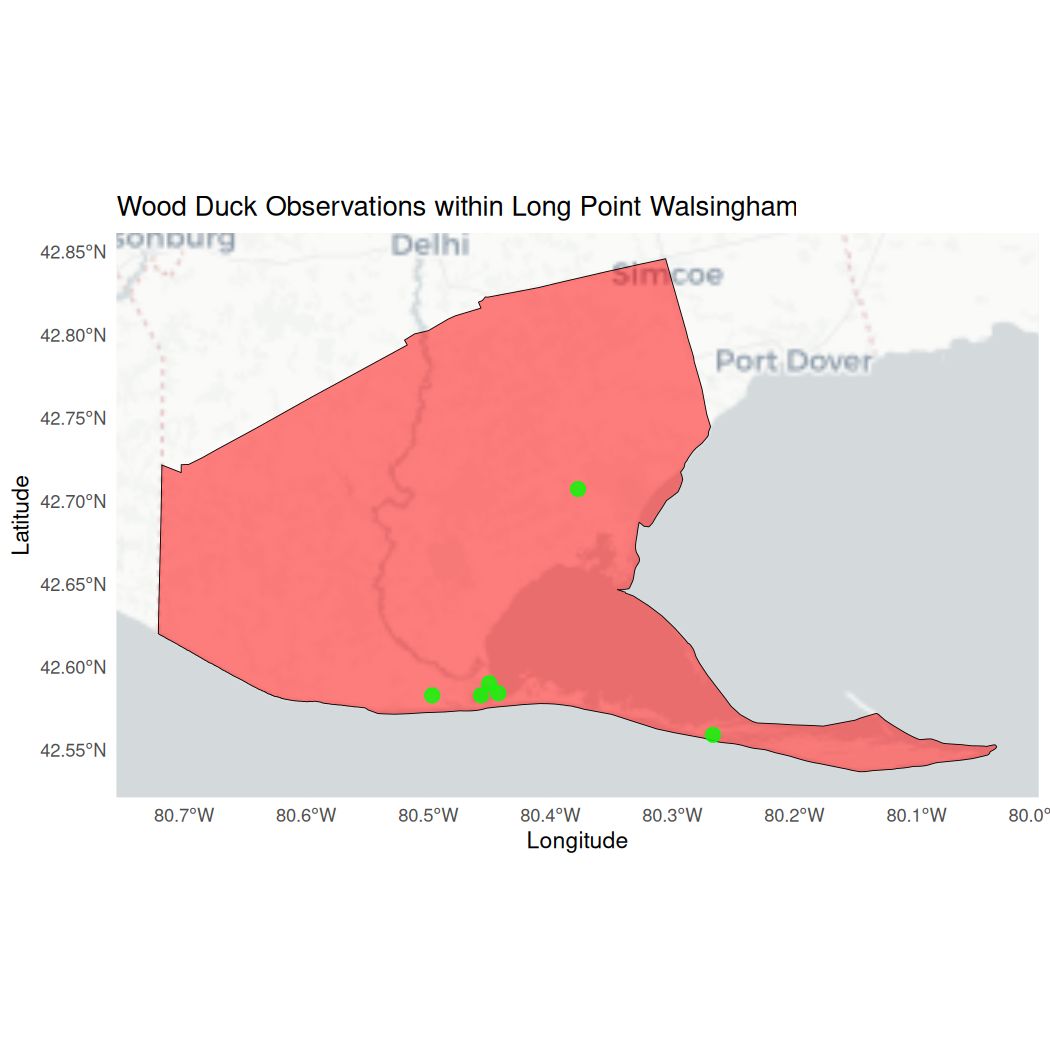 Wood Duck Observations within Long Point Walsingham
sonburg
Delhi
42.85°N
Simcoe
42.80°N
Port Dover
42.75°N
42.70°N
42.65°N
42.60°N
42.55°N
Latitude
80.7°W 80.6°W 80.5°W 80.4°W 80.3°W 80.2°W 80.1°W 80.0°
Longitude